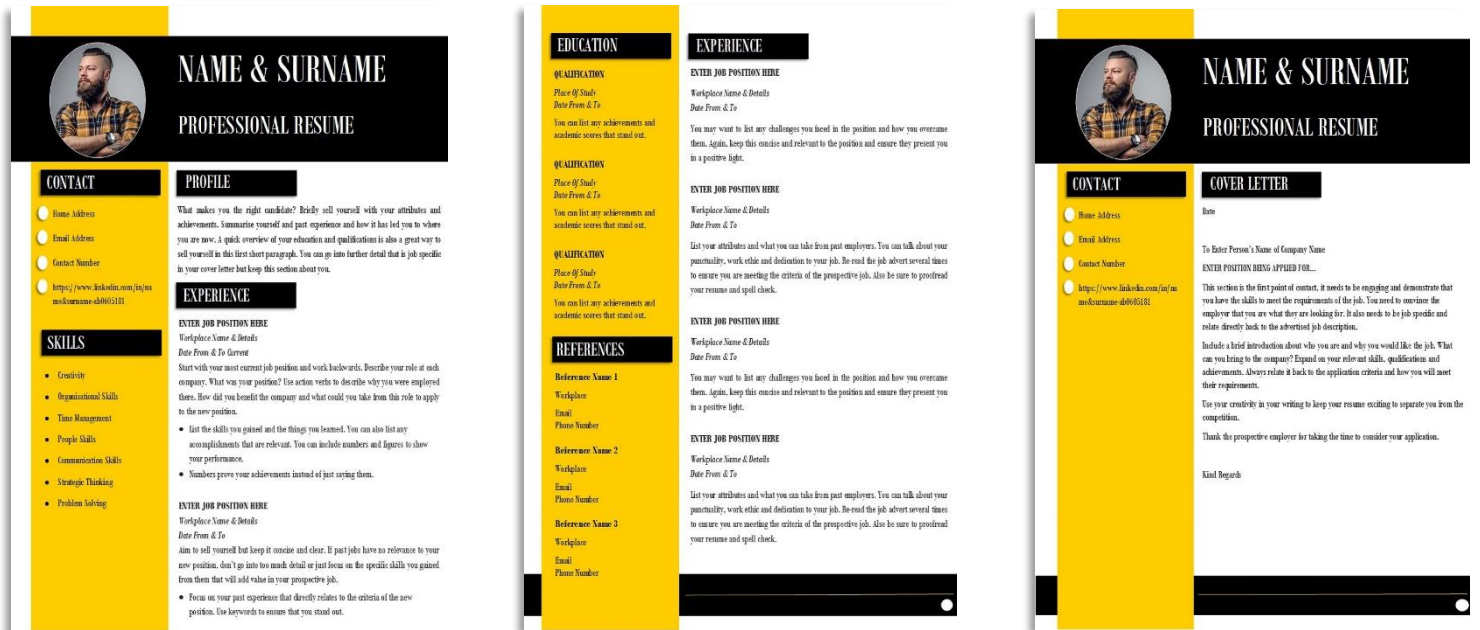 NAME & SURNAME
PROFESSIONAL RESUME
CONTACT
Home Address
Email Address
Contact Number
https://www.linkedin.com/in/na
me&surname-ab0605181
SKILLS
Creativity
Organisational Skills
Time Management
People Skills
Communication Skills
Strategic Thinking
Problem Solving
PROFILE
What makes you the right candidate? Briefly sell yourself with your attributes and
achievements. Summarise yourself and past experience and how it has led you to where
you are now. A quick overview of your education and qualifications is also a great way to
sell yourself in this first short paragraph. You can go into further detail that is job specific
in your cover letter but keep this section about you.
EXPERIENCE
ENTER JOB POSITION HERE
Workplace Name & Details
Date From & To Current
Start with your most current job position and work backwards. Describe your role at each
company. What was your position? Use action verbs to describe why you were employed
there. How did you benefit the company and what could you take from this role to apply
to the new position.
List the skills you gained and the things you learned. You can also list any
accomplishments that are relevant. You can include numbers and figures to show
your performance.
Numbers prove your achievements instead of just saying them.
ENTER JOB POSITION HERE
Workplace Name & Details
Date From & To
Aim to sell yourself but keep it concise and clear. If past jobs have no relevance to your
new position, don't go into too much detail or just focus on the specific skills you gained
from them that will add value in your prospective job.
Focus on your past experience that directly relates to the criteria of the new
position. Use keywords to ensure that you stand out.
EDUCATION
QUALIFICATION
Place Of Study
Date From & To
You can list any achievements and
academic scores that stand out.
QUALIFICATION
Place Of Study
Date From & To
You can list any achievements and
academic scores that stand out.
QUALIFICATION
Place Of Study
Date From & To
You can list any achievements and
academic scores that stand out.
REFERENCES
Reference Name 1
Workplace
Email
Phone Number
Reference Name 2
Workplace
Email
Phone Number
Reference Name 3
Workplace
Email
Phone Number
EXPERIENCE
ENTER JOB POSITION HERE
Workplace Name & Details
Date From & To
You may want to list any challenges you faced in the position and how you overcame
them. Again, keep this concise and relevant to the position and ensure they present you
in a positive light.
ENTER JOB POSITION HERE
Workplace Name & Details
Date From & To
List your attributes and what you can take from past employers. You can talk about your
punctuality, work ethic and dedication to your job. Re-read the job advert several times
to ensure you are meeting the criteria of the prospective job. Also be sure to proofread
your resume and spell check.
ENTER JOB POSITION HERE
Workplace Name & Details
Date From & To
You may want to list any challenges you faced in the position and how you overcame
them. Again, keep this concise and relevant to the position and ensure they present you
in a positive light.
ENTER JOB POSITION HERE
Workplace Name & Details
Date From & To
List your attributes and what you can take from past employers. You can talk about your
punctuality, work ethic and dedication to your job. Re-read the job advert several times
to ensure you are meeting the criteria of the prospective job. Also be sure to proofread
your resume and spell check.
NAME & SURNAME
PROFESSIONAL RESUME
CONTACT
Home Address
Email Address
Contact Number
https://www.linkedin.com/in/na
me&surname-ab0605181
COVER LETTER
Date
To Enter Person's Name of Company Name
ENTER POSITION BEING APPLIED FOR...
This section is the first point of contact, it needs to be engaging and demonstrate that
you have the skills to meet the requirements of the job. You need to convince the
employer that you are what they are looking for. It also needs to be job specific and
relate directly back to the advertised job description.
Include a brief introduction about who you are and why you would like the job. What
can you bring to the company? Expand on your relevant skills, qualifications and
achievements. Always relate it back to the application criteria and how you will meet
their requirements.
Use your creativity in your writing to keep your resume exciting to separate you from the
competition.
Thank the prospective employer for taking the time to consider your application.
Kind Regards